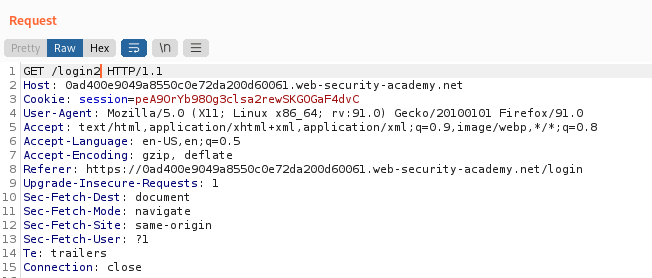 Request
Pretty Raw Hex \n
1 GET /login2 HTTP/1.1
2 Host: 0ad400e9049a8550c0e72da200d60061.web-security-academy.net
3 Cookie: session=peA9OrYb980g3clsa2rewSKGOGaF4dvC
4 User-Agent: Mozilla/5.0 (X11; Linux x86_64; rv:91.0) Gecko/20100101 Firefox/91.0
5 Accept: text/html,application/xhtml+xml,application/xml;q=0.9,image/webp,*/*;q=0.8
6 Accept-Language: en-US,en;q=0.5
7 Accept-Encoding: gzip, deflate
8 Referer: https://0ad400e9049a8550c0e72da200d60061.web-security-academy.net/login
9 Upgrade-Insecure-Requests: 1
10 Sec-Fetch-Dest: document
11 Sec-Fetch-Mode: navigate
12 Sec-Fetch-Site: same-origin
13 Sec-Fetch-User: ?1
14 Te: trailers
15 Connection: close